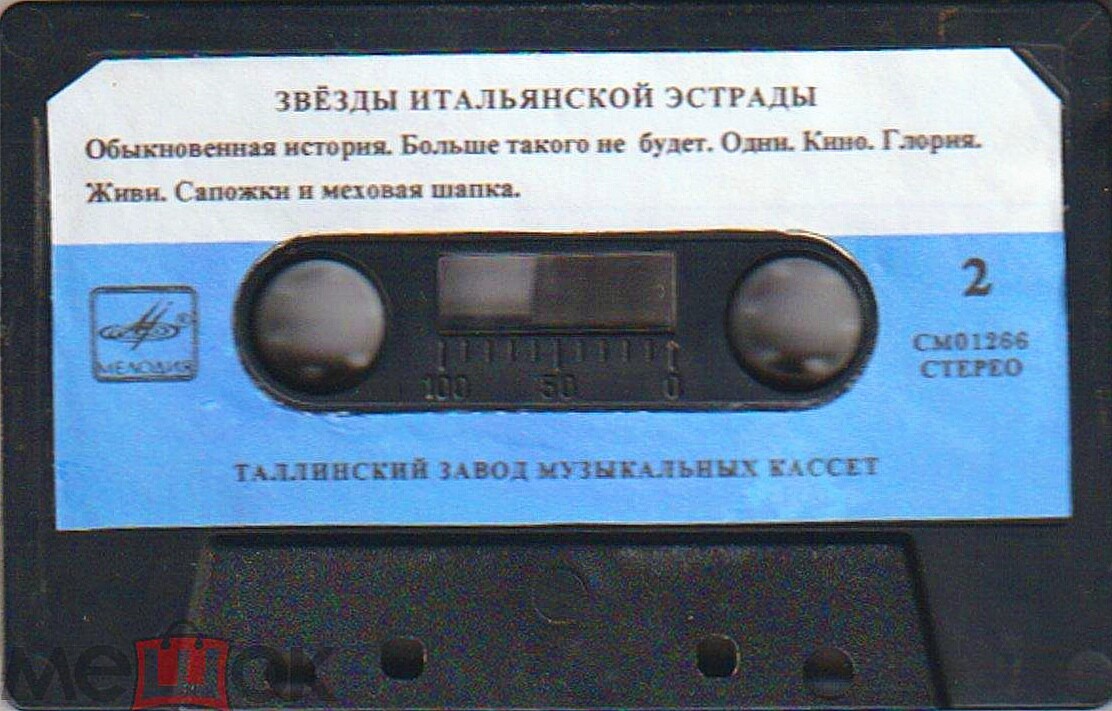 ЗВЁЗДЫ ИТАЛЬЯНСКОЙ ЭСТРАДЫ
Обыкновенная история. Больше такого не будет. Одни. Кино. Глория.
Живи. Сапожки и меховая шапка.
2
МЕЛОДИЯ
СМ01266
СТЕРЕО
100 50 0
ТАЛЛИНСКИЙ ЗАВОД МУЗЫКАЛЬНЫХ КАССЕТ
мешок